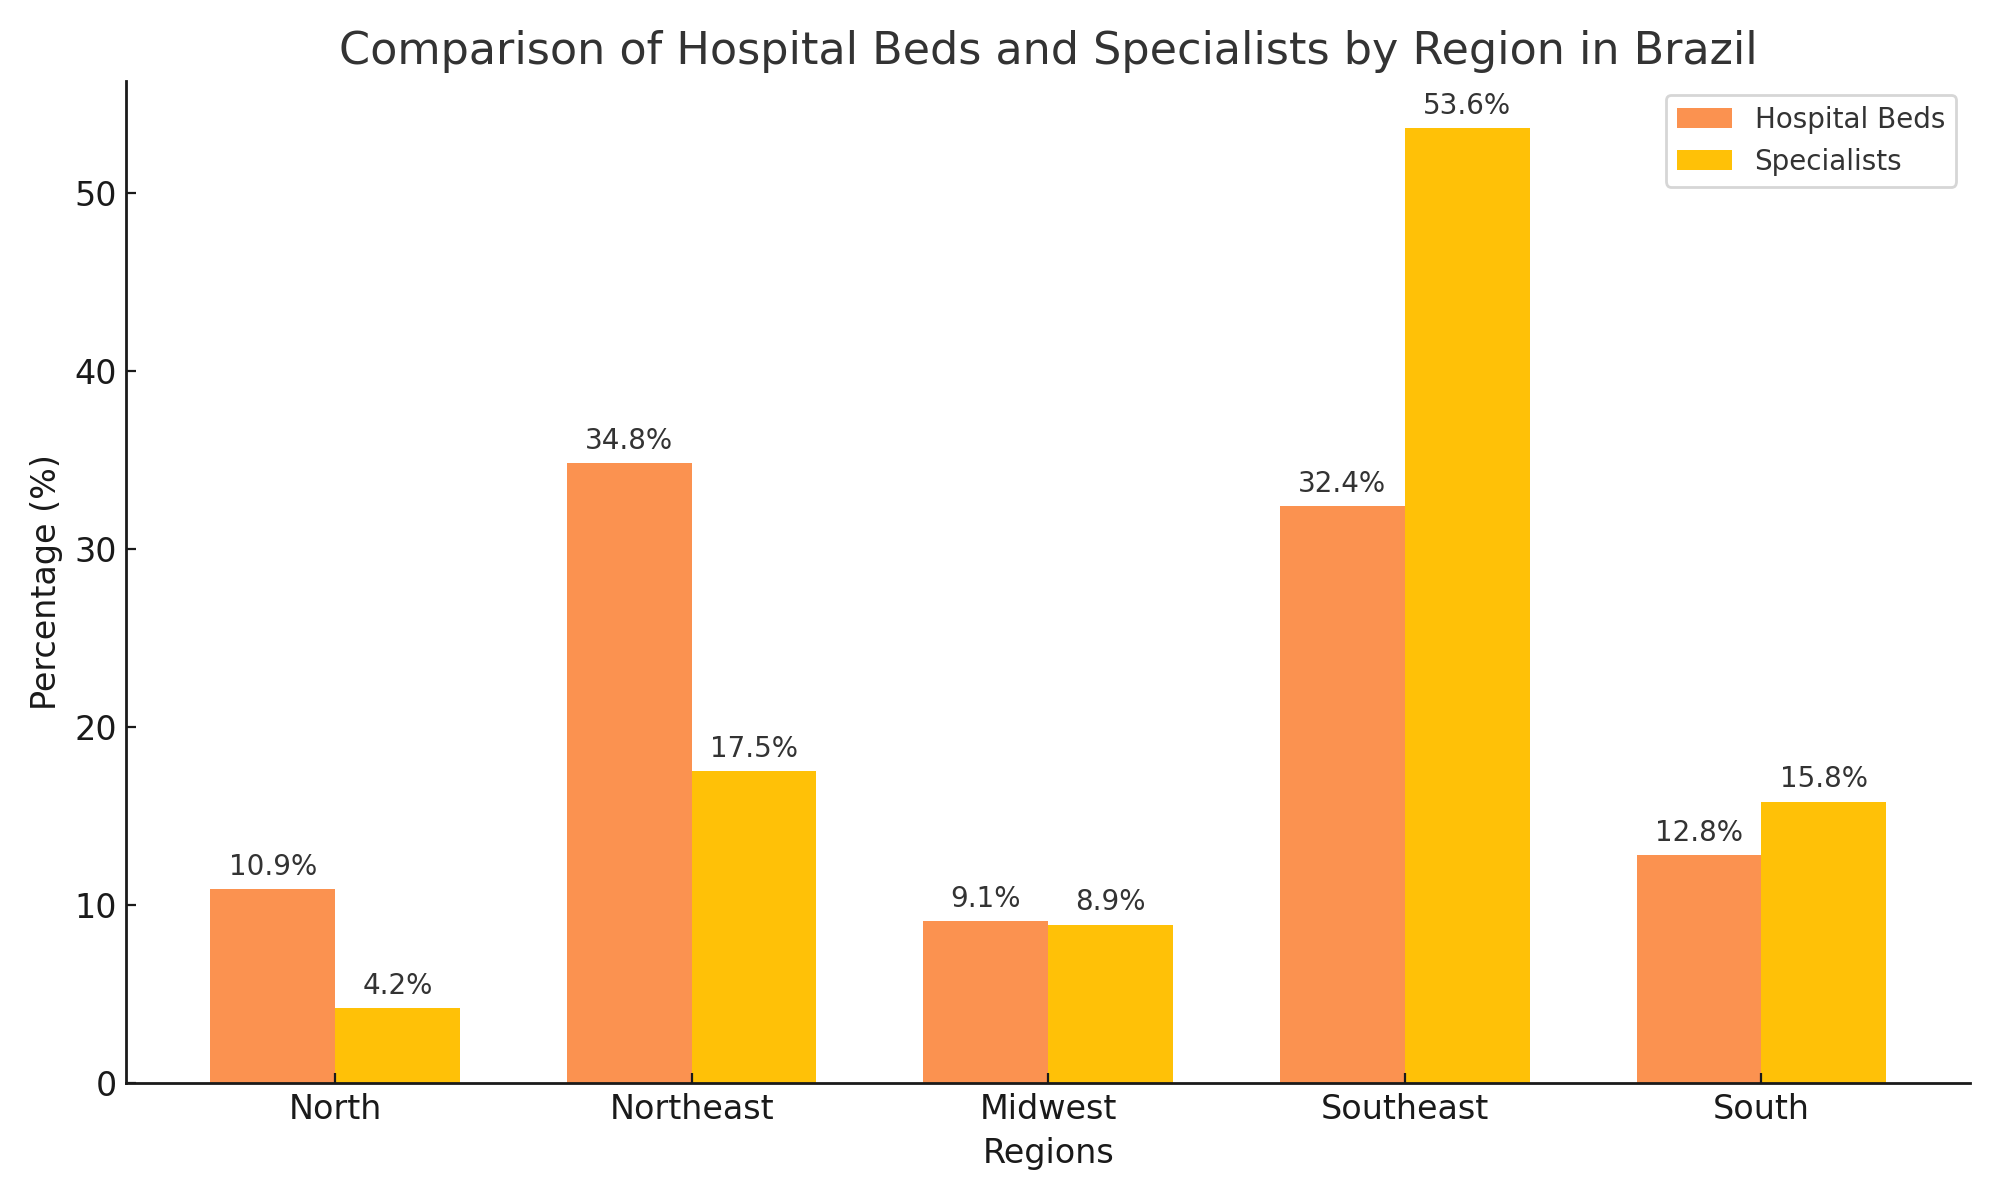 Comparison of Hospital Beds and Specialists by Region in Brazil
Hospital Beds
Specialists
Percentage (%)
50
40
30
20
10
0
10.9%
4.2%
34.8%
17.5%
9.1%
8.9%
32.4%
53.6%
12.8%
15.8%
North
Northeast
Midwest
Southeast
South
Regions